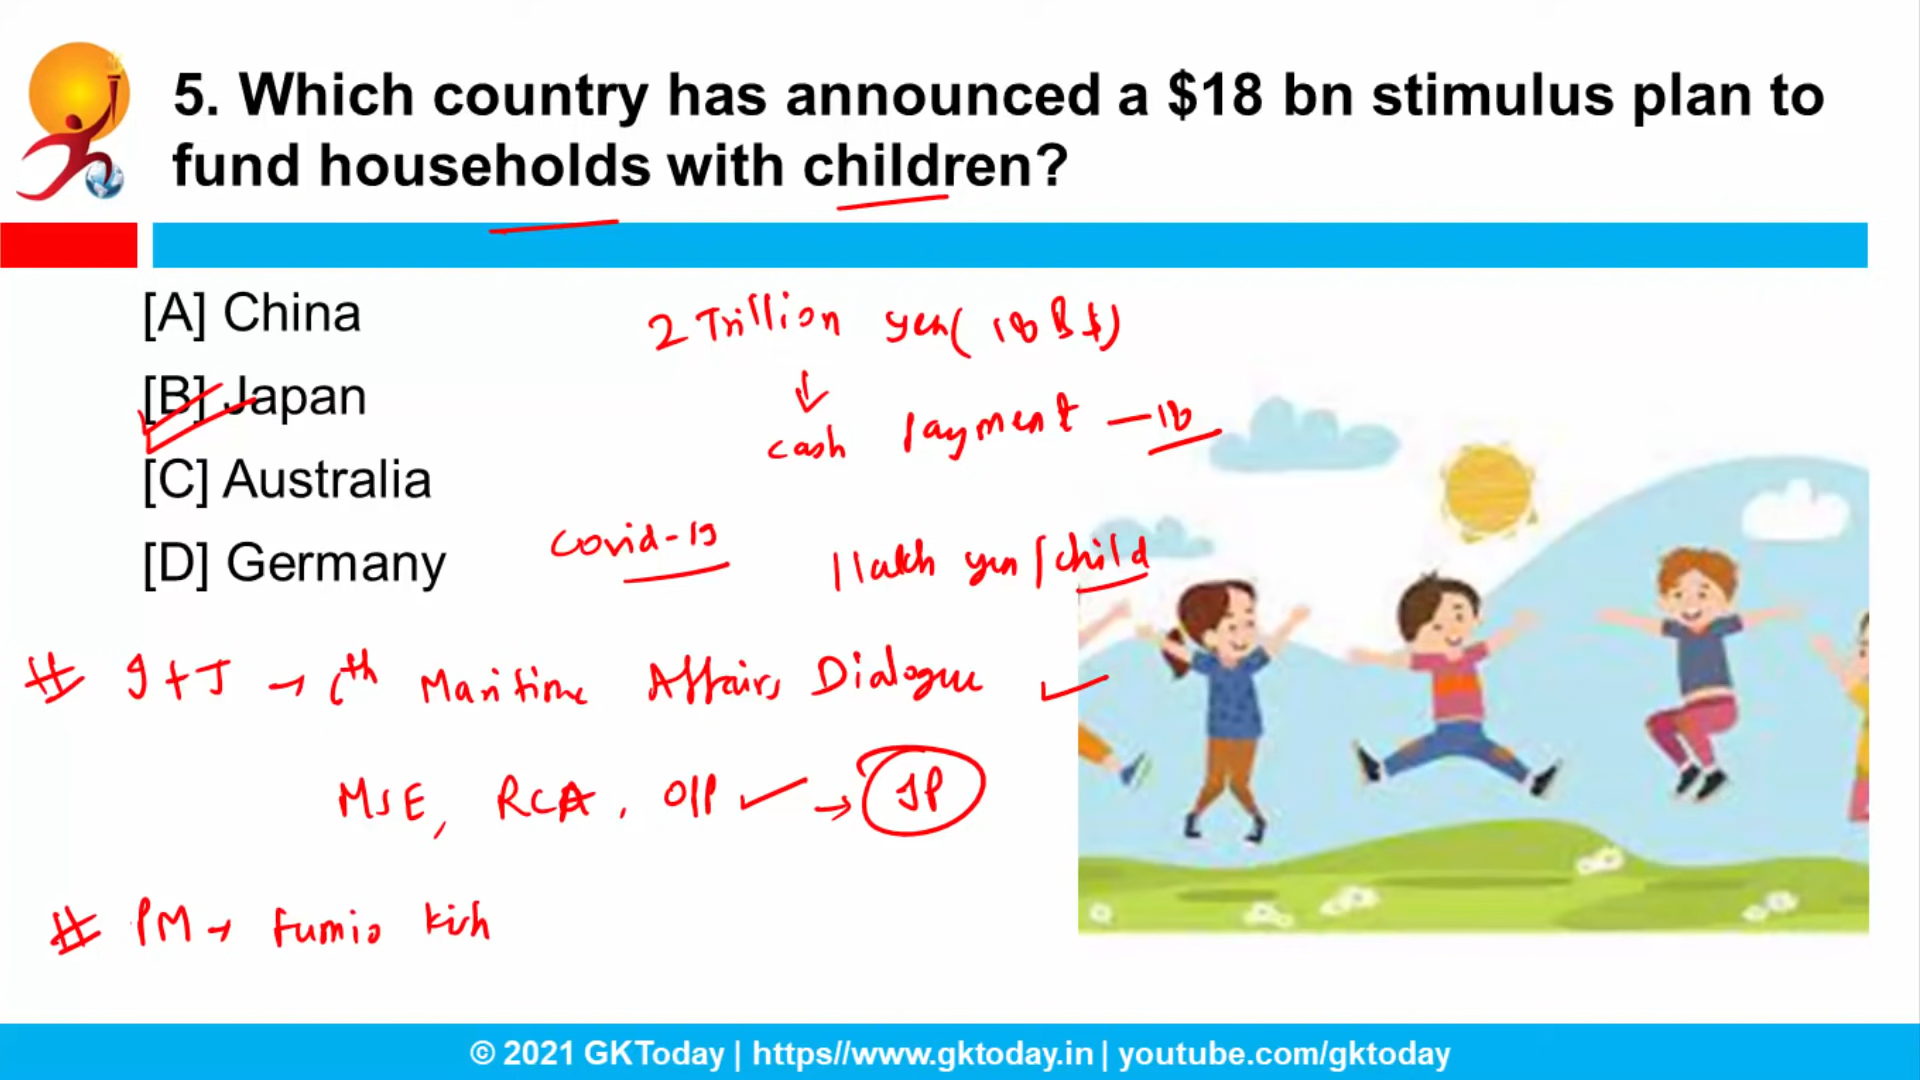 5. Which country has announced a $18 bn stimulus plan to
fund households with children?
[A] China
2 Trillion yen( 18 B $)
[B] Japan
cash Payment – 18
[C] Australia
Covid-19
1 lakh yen / child
[D] Germany
# I + J → 6th Maritime Affairs Dialogue
MSE, RCA, OIP → JP
# PM → Fumio Kish
© 2021 GKToday | https//www.gktoday.in | youtube.com/gktoday